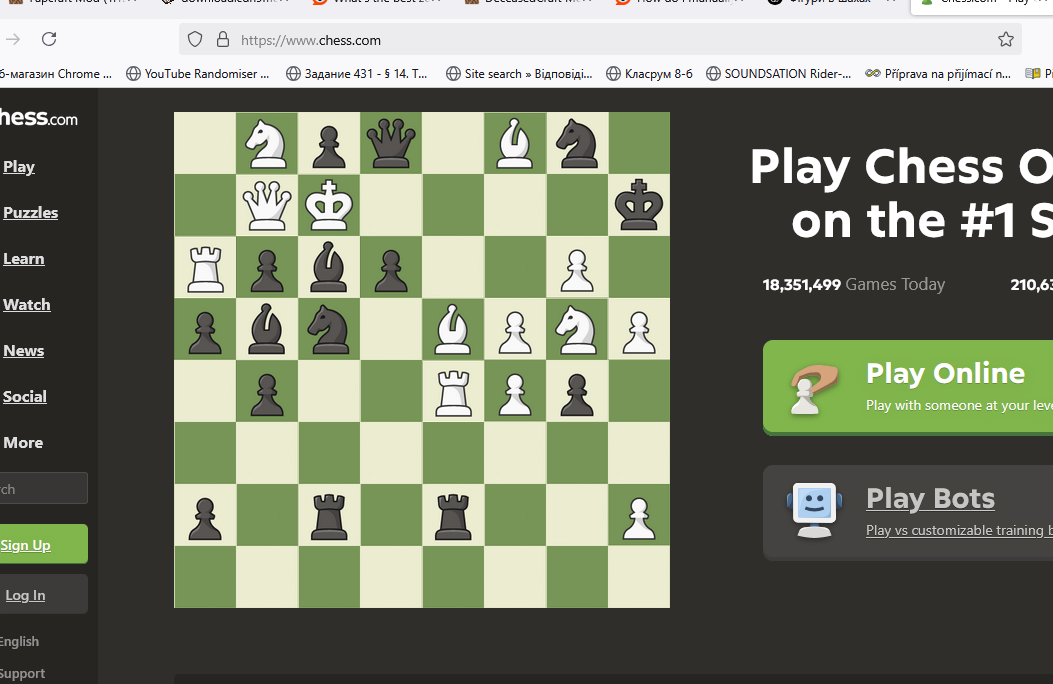 https://www.chess.com
б-магазин Chrome ...
YouTube Randomiser ...
Задание 431 - § 14. Т...
Site search » Відповіді...
Класрум 8-б
SOUNDSATION Rider-...
Příprava na přijímací n...
hess.com
Play
Puzzles
Learn
Watch
News
Social
More
rch
Sign Up
Log In
English
Support
Play Chess O
on the #1 S
18,351,499 Games Today
210,63
Play Online
Play with someone at your leve
Play Bots
Play vs customizable training b